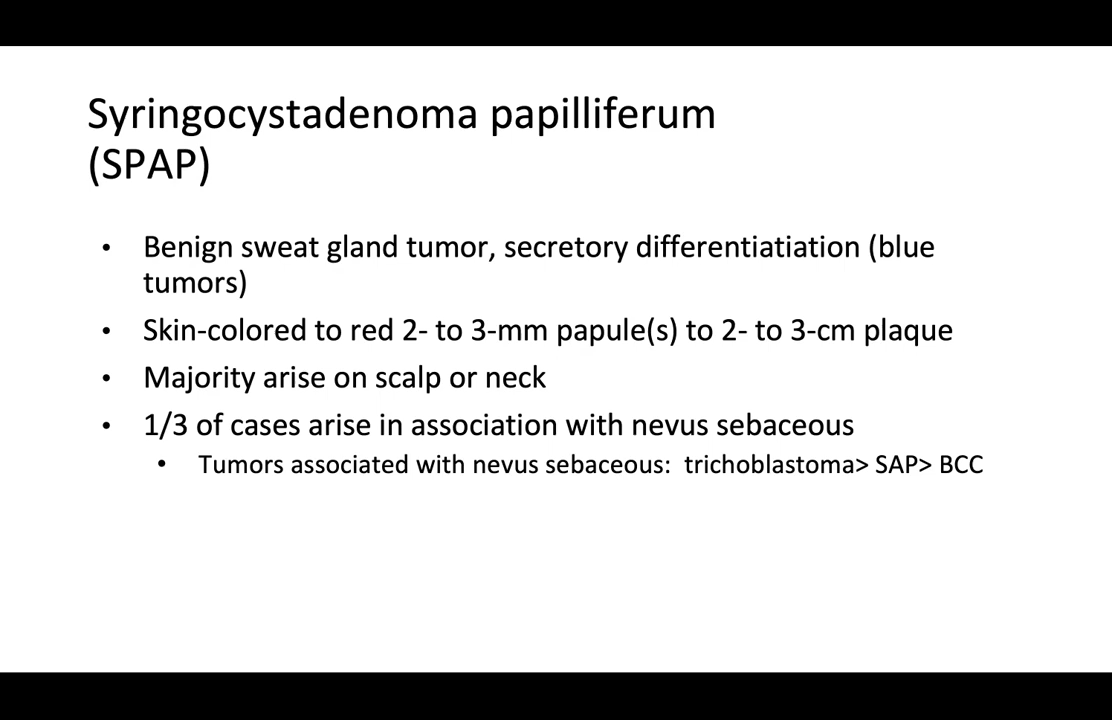 Syringocystadenoma papilliferum
(SPAP)
• Benign sweat gland tumor, secretory differentiatiation (blue
tumors)
• Skin-colored to red 2- to 3-mm papule(s) to 2- to 3-cm plaque
• Majority arise on scalp or neck
• 1/3 of cases arise in association with nevus sebaceous
• Tumors associated with nevus sebaceous:  trichoblastoma> SAP> BCC